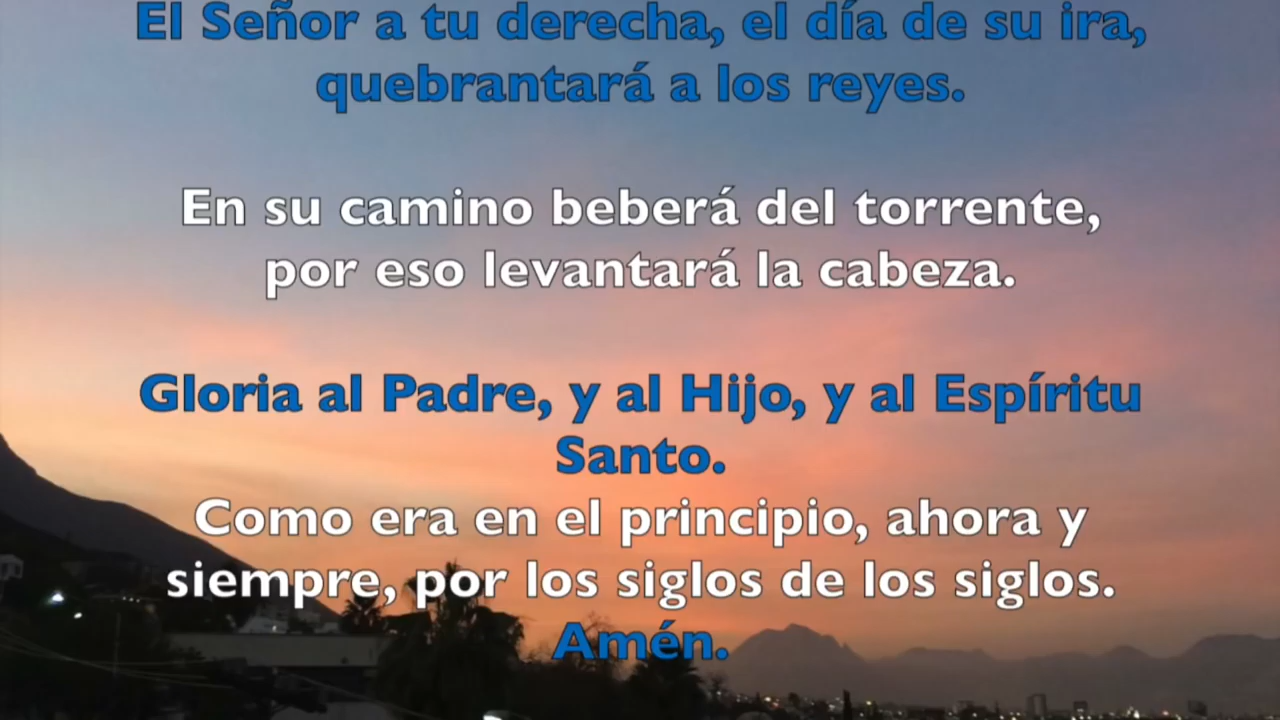 El Señor a tu derecha, el día de su ira,
quebrantará a los reyes.
En su camino beberá del torrente,
por eso levantará la cabeza.
Gloria al Padre, y al Hijo, y al Espíritu
Santo.
Como era en el principio, ahora y
siempre, por los siglos de los siglos.
Amén.